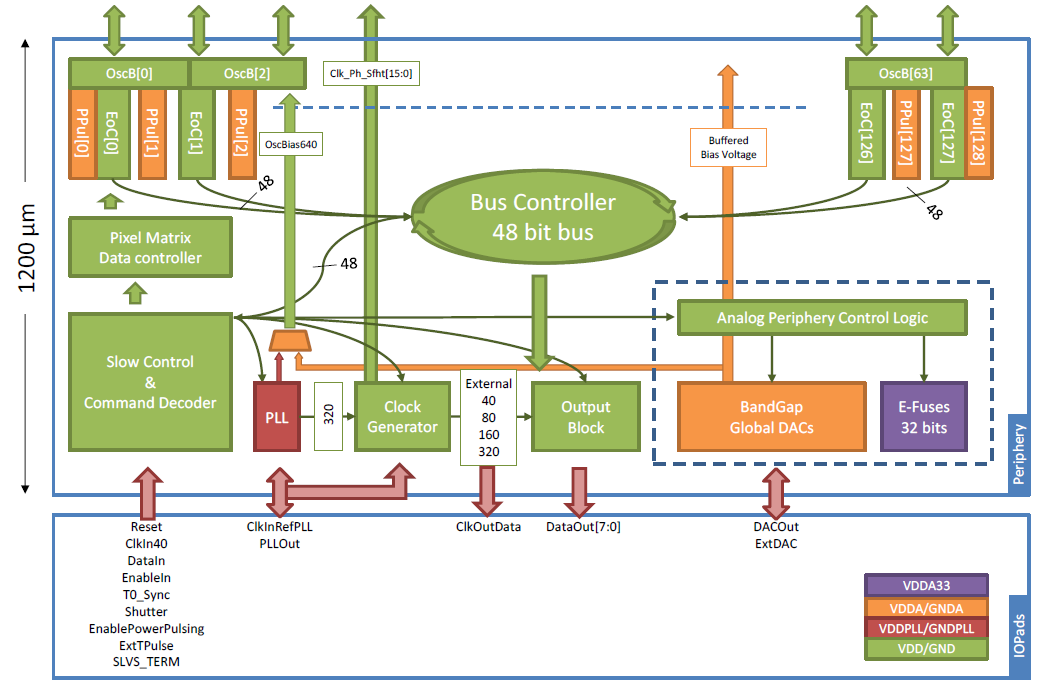 OscB[0]
OscB[2]
Clk_Ph_Sfht[15:0]
OscB[63]
PPul[0]
EoC[0]
PPul[1]
EoC[1]
PPul[2]
OscBias640
Buffered
Bias Voltage
EoC[126]
PPul[127]
EoC[127]
PPul[128]
48
48
48
Bus Controller
48 bit bus
Pixel Matrix
Data controller
1200 µm
Analog Periphery Control Logic
Slow Control
&
Command Decoder
PLL
320
Clock
Generator
External
40
80
160
320
Output
Block
BandGap
Global DACs
E-Fuses
32 bits
Periphery
Reset
ClkIn40
DataIn
EnableIn
T0_Sync
Shutter
EnablePowerPulsing
ExtTPulse
SLVS_TERM
ClkInRefPLL
PLLOut
ClkOutData
DataOut[7:0]
DACOut
ExtDAC
VDDA33
VDDA/GNDA
VDDPLL/GNDPLL
VDD/GND
IOPads